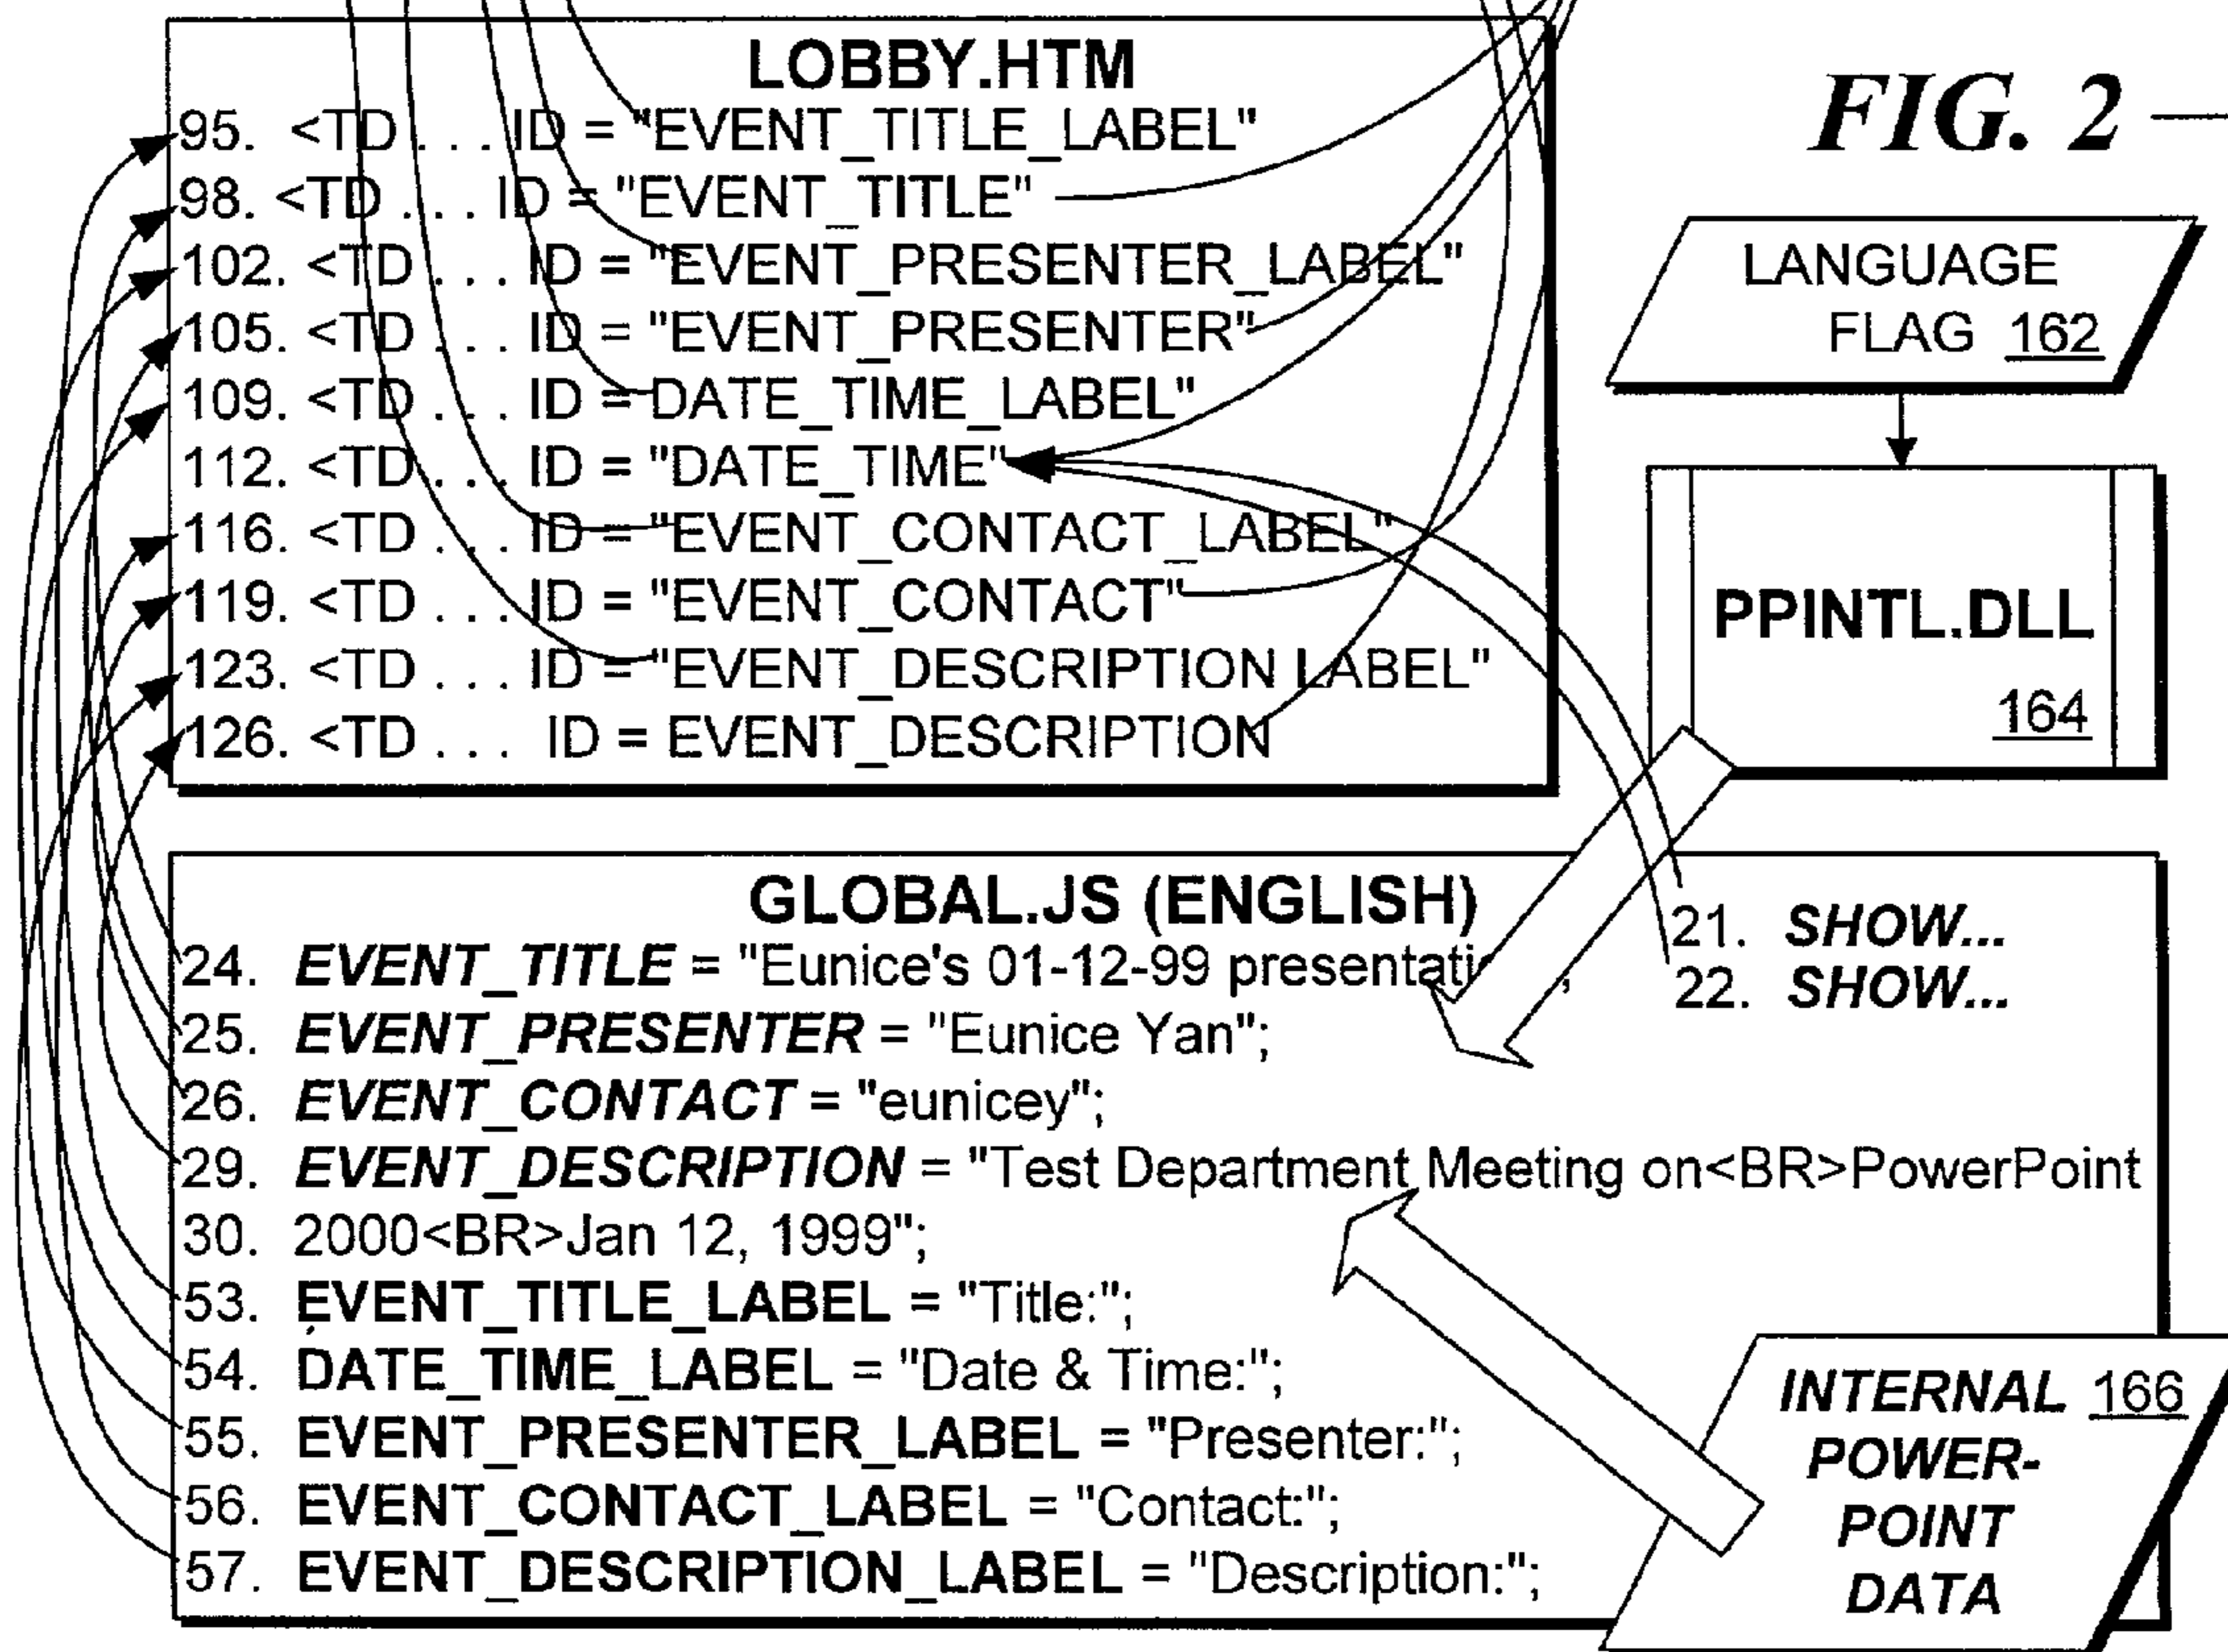 LOBBY.HTM
95. <TD . . . ID = "EVENT_TITLE_LABEL"
98. <TD . . . ID = "EVENT_TITLE"
102. <TD . . . ID = "EVENT_PRESENTER_LABEL"
105. <TD . . . ID = "EVENT_PRESENTER"
109. <TD . . . ID = DATE_TIME_LABEL"
112. <TD . . . ID = "DATE_TIME"
116. <TD . . . ID = "EVENT_CONTACT_LABEL"
119. <TD . . . ID = "EVENT_CONTACT"
123. <TD . . . ID = "EVENT_DESCRIPTION LABEL"
126. <TD . . . ID = EVENT_DESCRIPTION
FIG. 2
LANGUAGE
FLAG 162
PPINTL.DLL
164
GLOBAL.JS (ENGLISH)
24. EVENT_TITLE = "Eunice's 01-12-99 presentati ;
25. EVENT_PRESENTER = "Eunice Yan";
26. EVENT_CONTACT = "eunicey";
29. EVENT_DESCRIPTION = "Test Department Meeting on<BR>PowerPoint
30. 2000<BR>Jan 12, 1999";
53. EVENT_TITLE_LABEL = "Title:";
54. DATE_TIME_LABEL = "Date & Time:";
55. EVENT_PRESENTER_LABEL = "Presenter:";
56. EVENT_CONTACT_LABEL = "Contact:";
57. EVENT_DESCRIPTION_LABEL = "Description:";
21. SHOW...
22. SHOW...
INTERNAL 166
POWER-
POINT
DATA